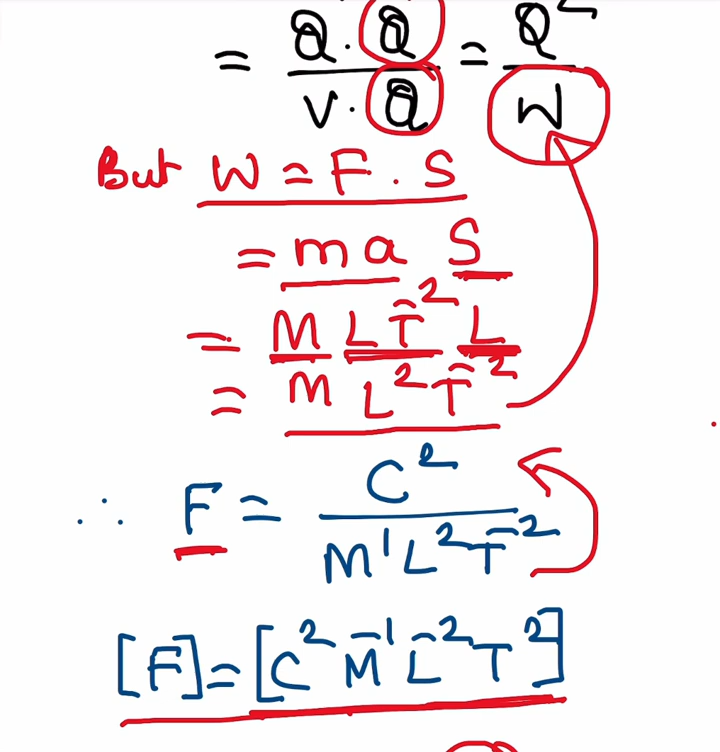 = Q.Q / V.Q = Q² / W
But W = F . S
= m a S
= M L T⁻² L
= M L² T⁻²
∴ F = C² / M¹ L² T⁻²
[F] = [C² M⁻¹ L⁻² T²]